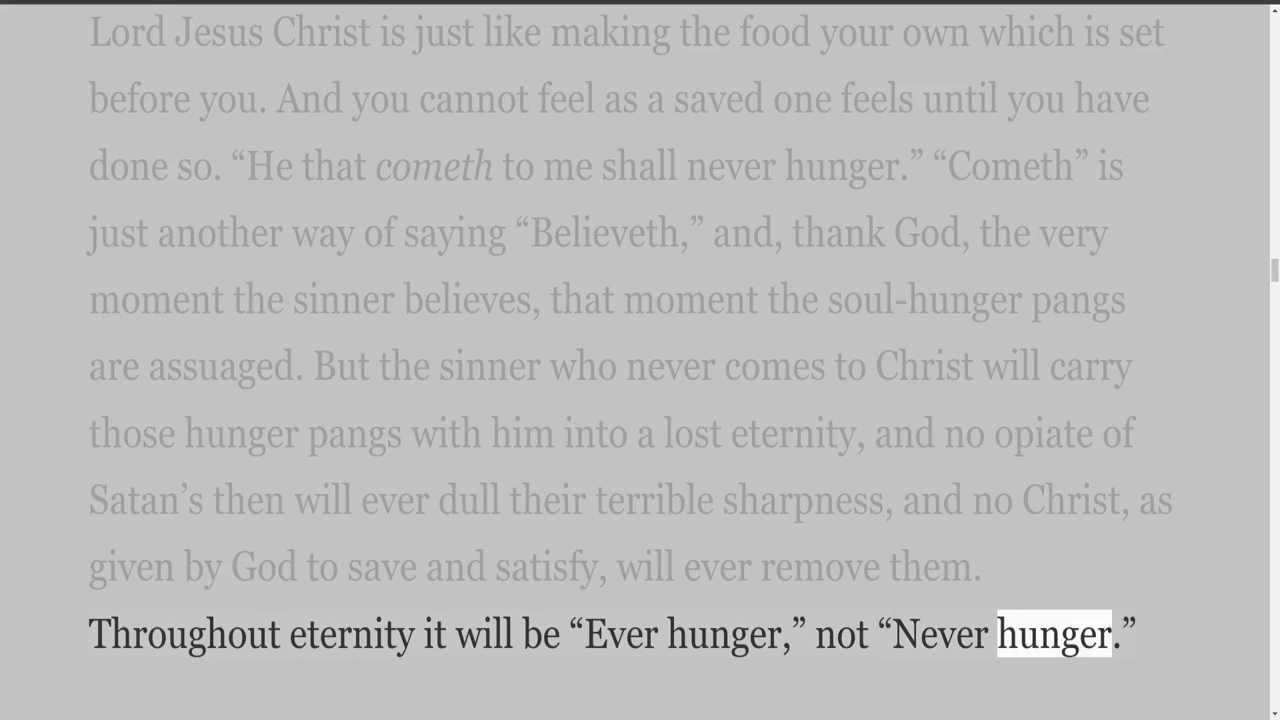 Lord Jesus Christ is just like making the food your own which is set
before you. And you cannot feel as a saved one feels until you have
done so. “He that cometh to me shall never hunger.” “Cometh” is
just another way of saying “Believeth,” and, thank God, the very
moment the sinner believes, that moment the soul-hunger pangs
are assuaged. But the sinner who never comes to Christ will carry
those hunger pangs with him into a lost eternity, and no opiate of
Satan’s then will ever dull their terrible sharpness, and no Christ, as
given by God to save and satisfy, will ever remove them.
Throughout eternity it will be “Ever hunger,” not “Never hunger.”